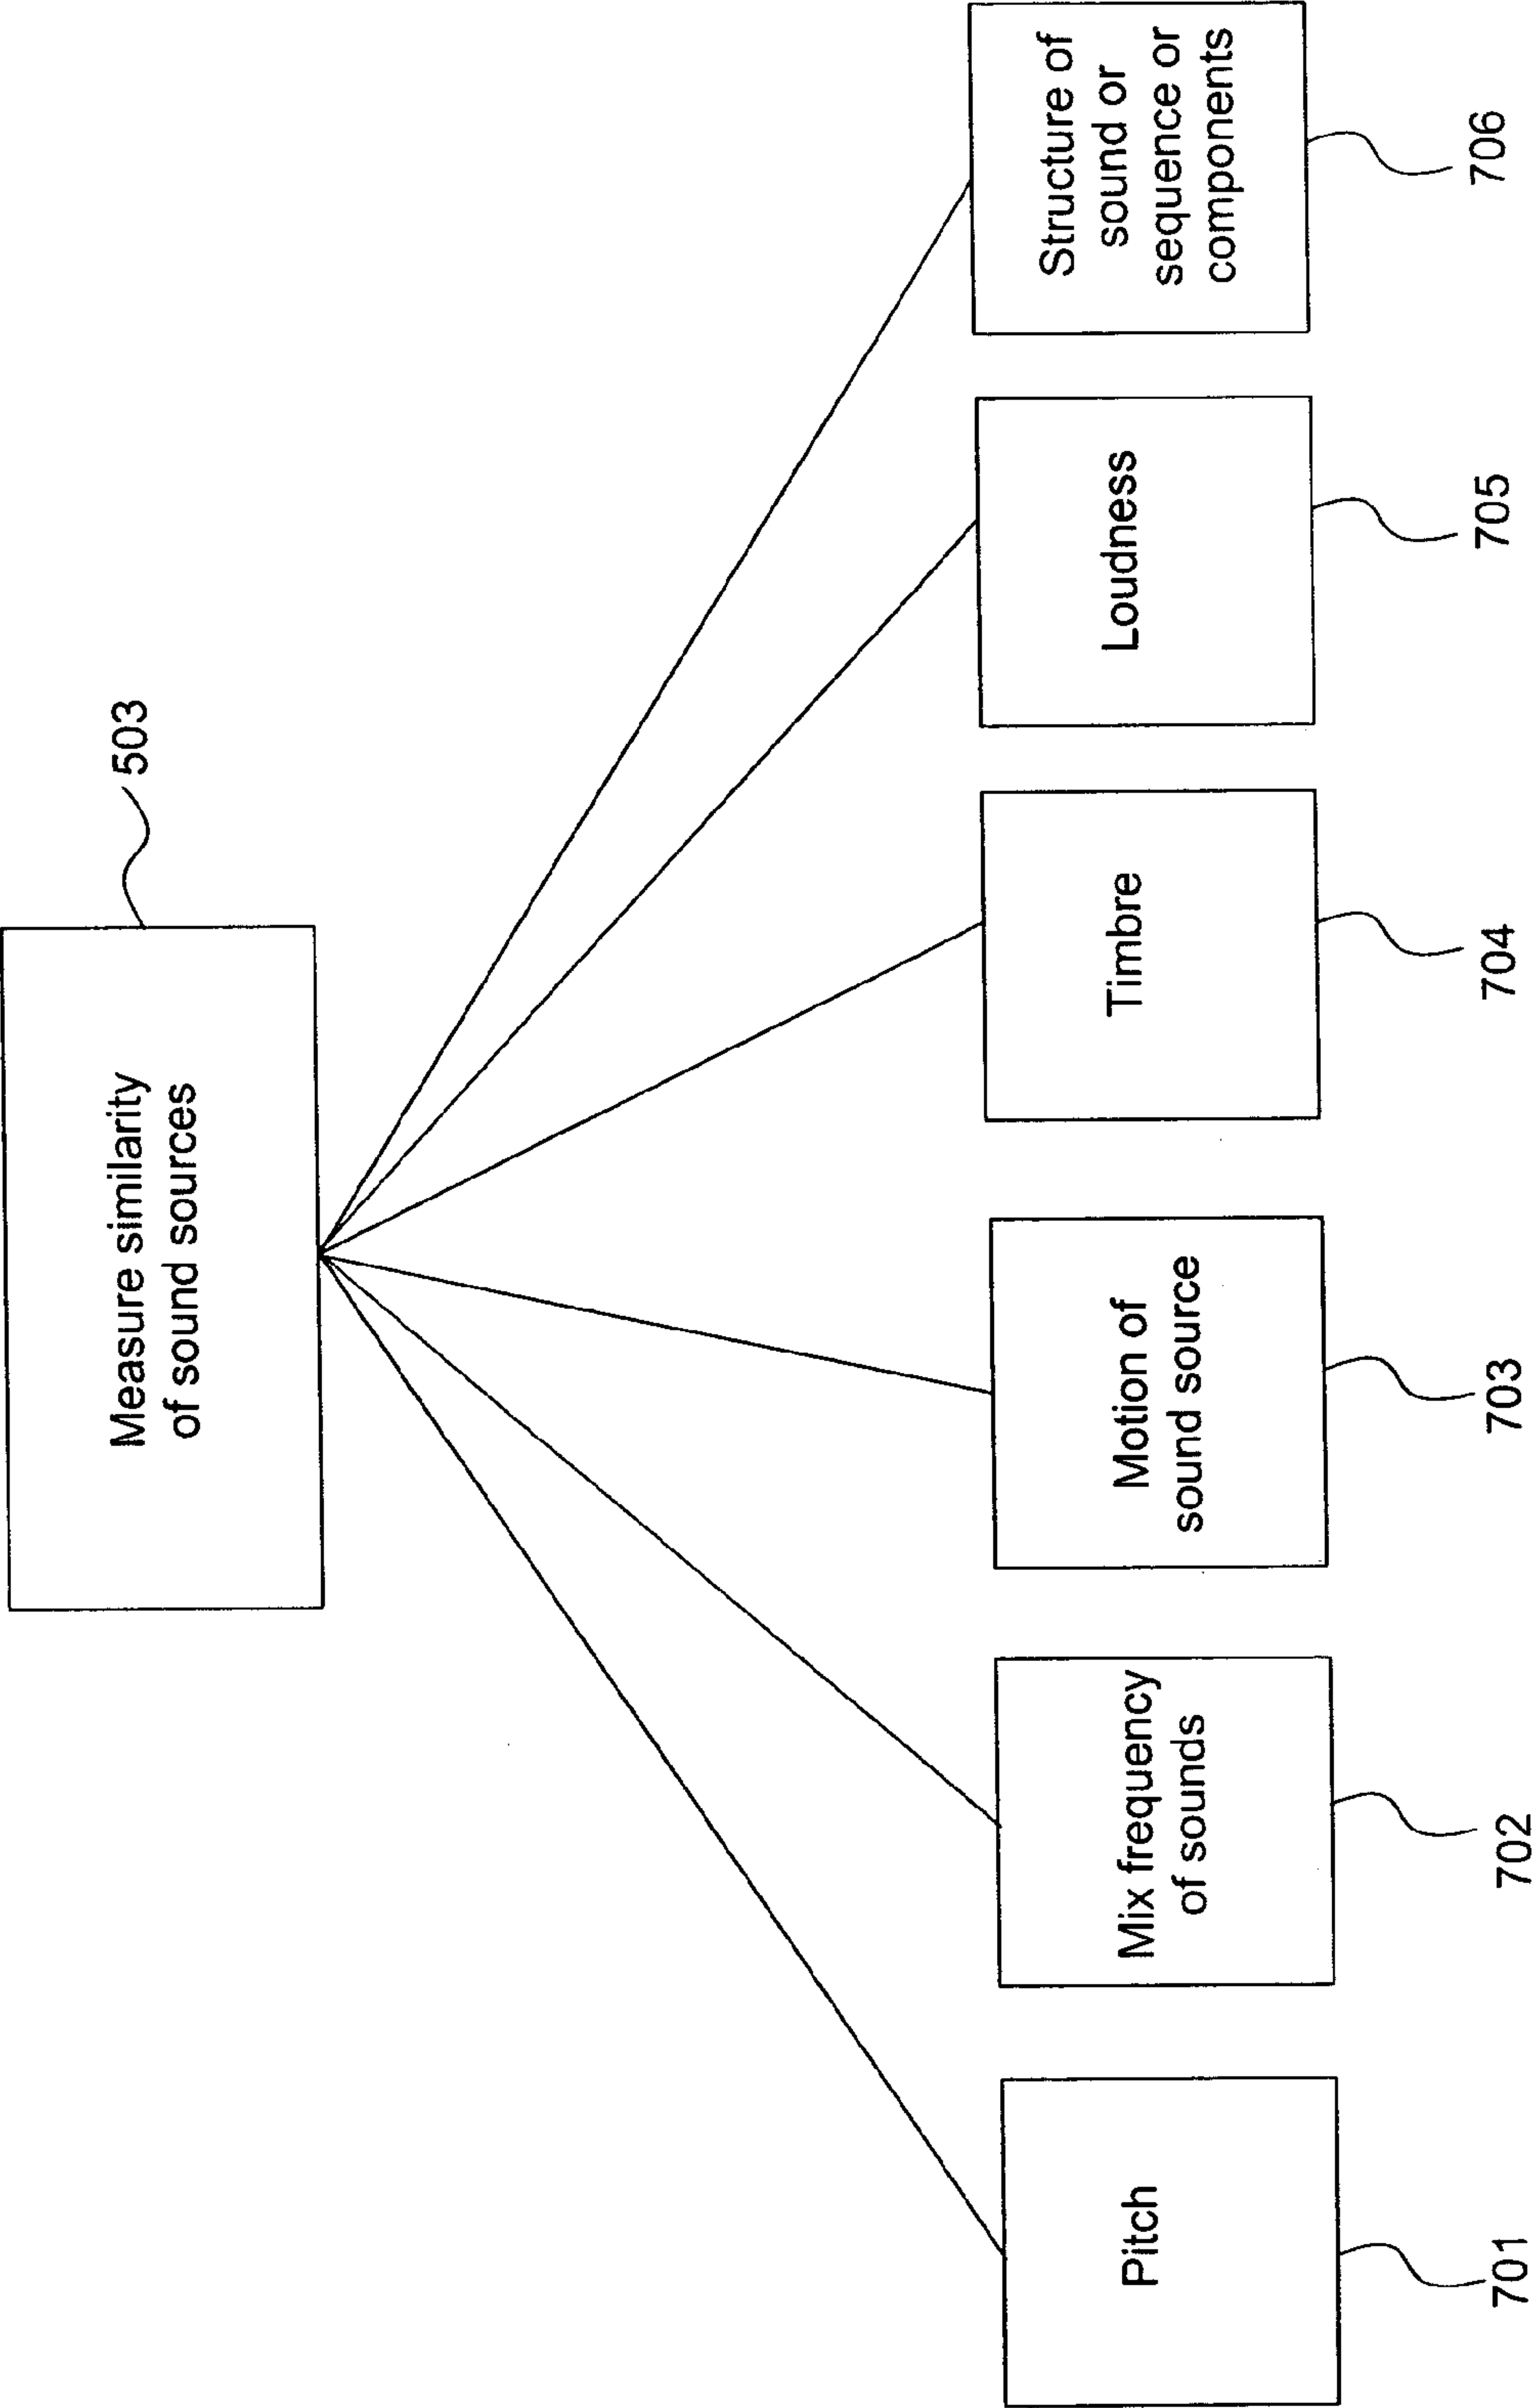 Measure similarity
of sound sources
503
Pitch
701
Mix frequency
of sounds
702
Motion of
sound source
703
Timbre
704
Loudness
705
Structure of
sound or
sequence or
components
706